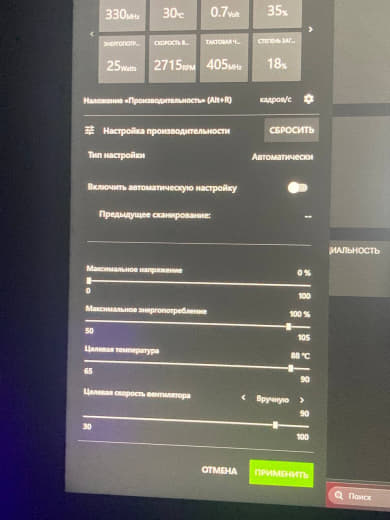 330MHz 30°C 0.7Volt 35%
ЭНЕРГОПОТР... СКОРОСТЬ В... ТАКТОВАЯ Ч... СТЕПЕНЬ ЗАГ...
25Watts 2715RPM 405MHz 18%
Наложение «Производительность» (Alt+R) кадров/с
Настройка производительности СБРОСИТЬ
Тип настройки Автоматически
Включить автоматическую настройку
Предыдущее сканирование: --
ЦИАЛЬНОСТЬ
Максимальное напряжение 0 %
0 100
Максимальное энергопотребление 100 %
50 105
Целевая температура 88 °C
65 90
Целевая скорость вентилятора < Вручную >
90
30 100
ОТМЕНА ПРИМЕНИТЬ
Поиск